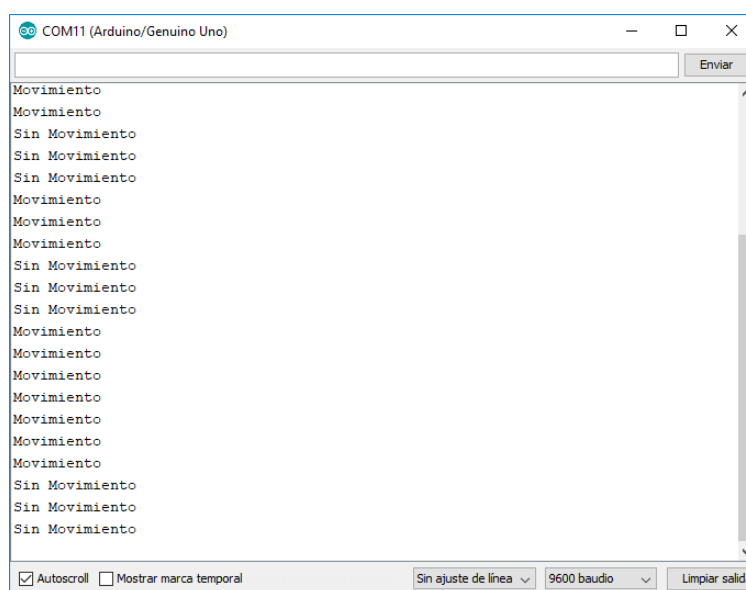 COM11 (Arduino/Genuino Uno)
Enviar
Movimiento
Movimiento
Sin Movimiento
Sin Movimiento
Sin Movimiento
Movimiento
Movimiento
Movimiento
Sin Movimiento
Sin Movimiento
Sin Movimiento
Movimiento
Movimiento
Movimiento
Movimiento
Movimiento
Movimiento
Movimiento
Sin Movimiento
Sin Movimiento
Sin Movimiento
Autoscroll Mostrar marca temporal Sin ajuste de línea 9600 baudio Limpiar salid